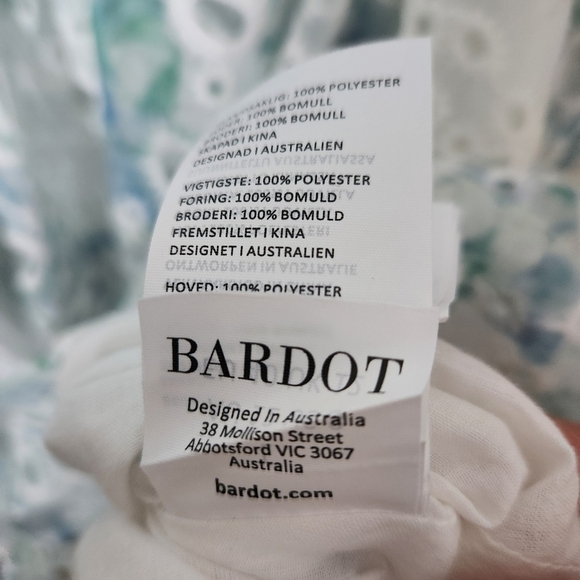 100% POLYESTER
100% BOMULL
BRODERI: 100% BOMULL
SKAPAD I KINA
DESIGNAD I AUSTRALIEN
VIGTIGSTE: 100% POLYESTER
FORING: 100% BOMULD
BRODERI: 100% BOMULD
FREMSTILLET I KINA
DESIGNET I AUSTRALIEN
HOVED: 100% POLYESTER
BARDOT
Designed In Australia
38 Mollison Street
Abbotsford VIC 3067
Australia
bardot.com